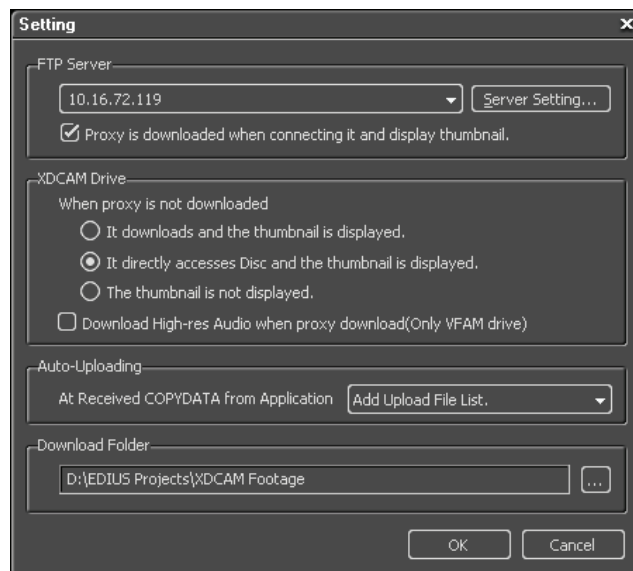 Setting
FTP Server
10.16.72.119
Server Setting...
Proxy is downloaded when connecting it and display thumbnail.
XDCAM Drive
When proxy is not downloaded
It downloads and the thumbnail is displayed.
It directly accesses Disc and the thumbnail is displayed.
The thumbnail is not displayed.
Download High-res Audio when proxy download(Only VFAM drive)
Auto-Uploading
At Received COPYDATA from Application
Add Upload File List.
Download Folder
D:\EDIUS Projects\XDCAM Footage
...
OK
Cancel